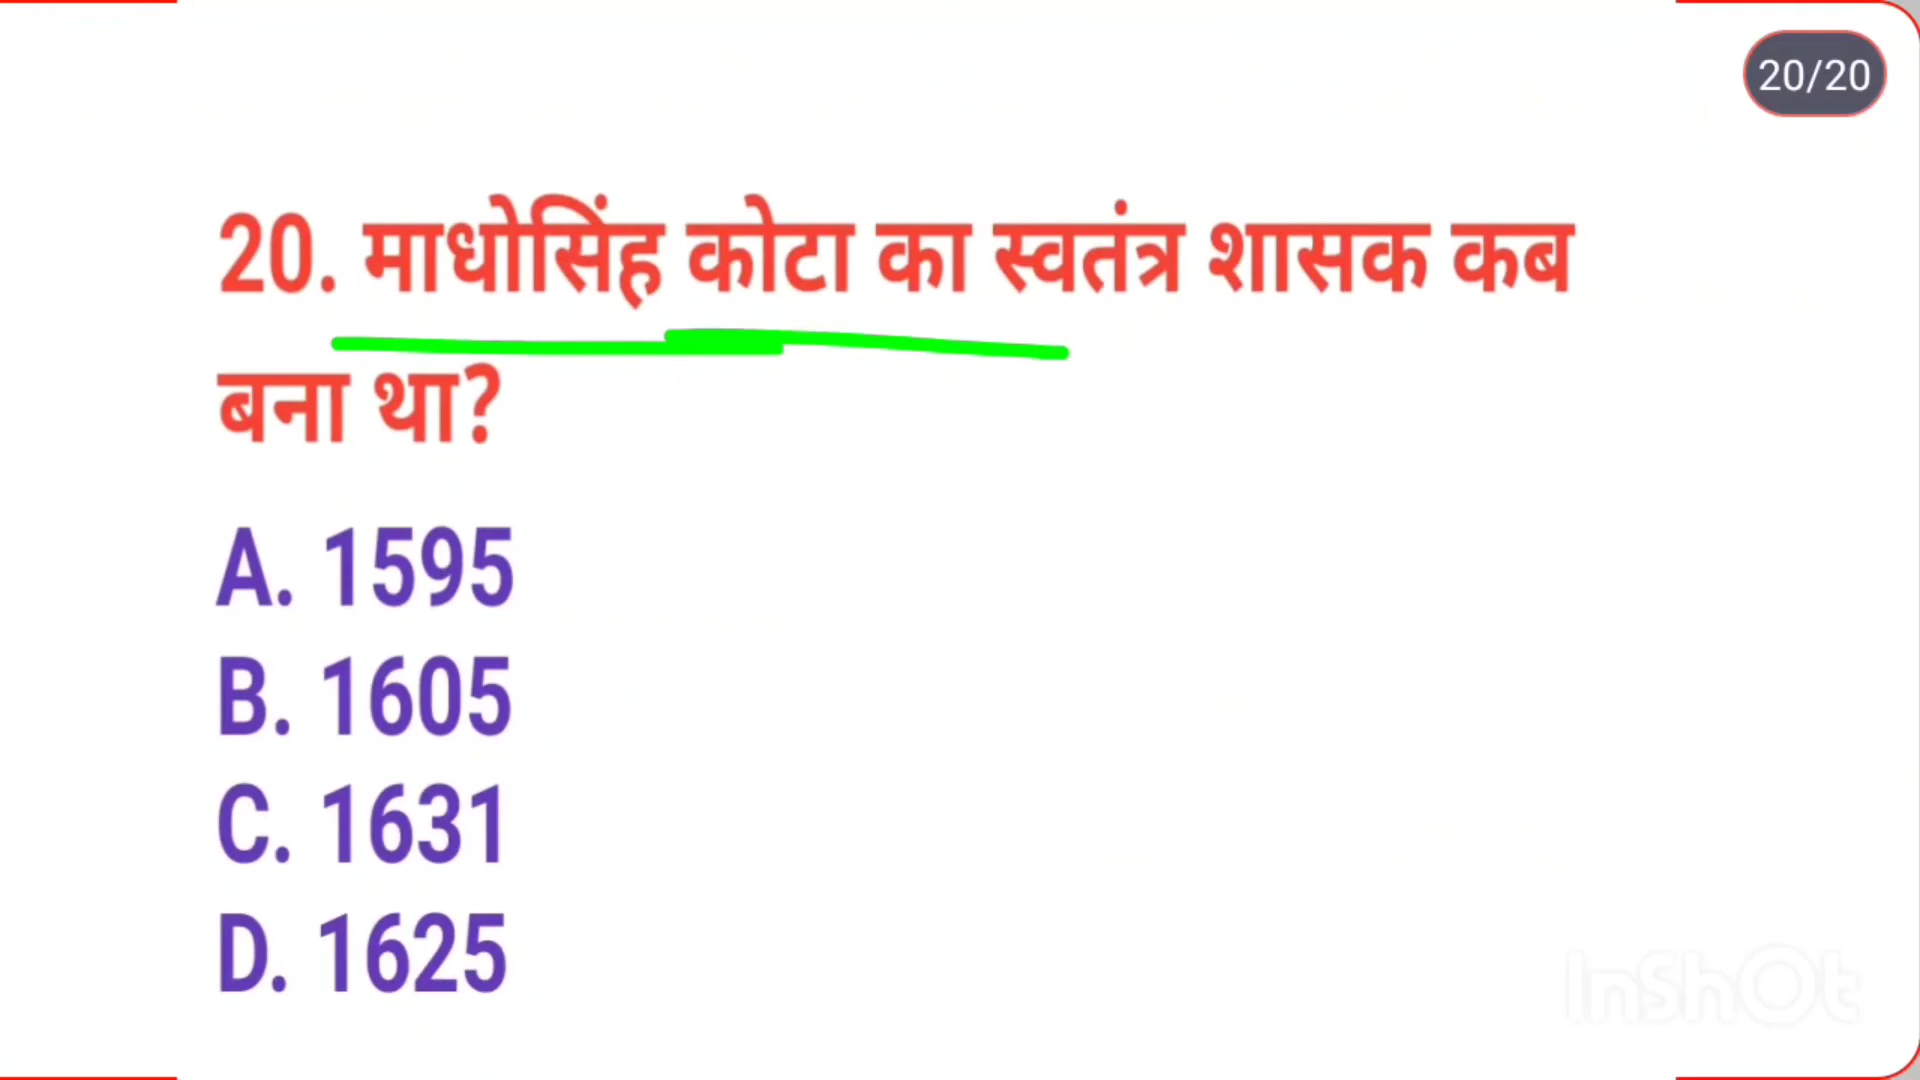 20/20
20. माधोसिंह कोटा का स्वतंत्र शासक कब
बना था?
A. 1595
B. 1605
C. 1631
D. 1625
InShOt